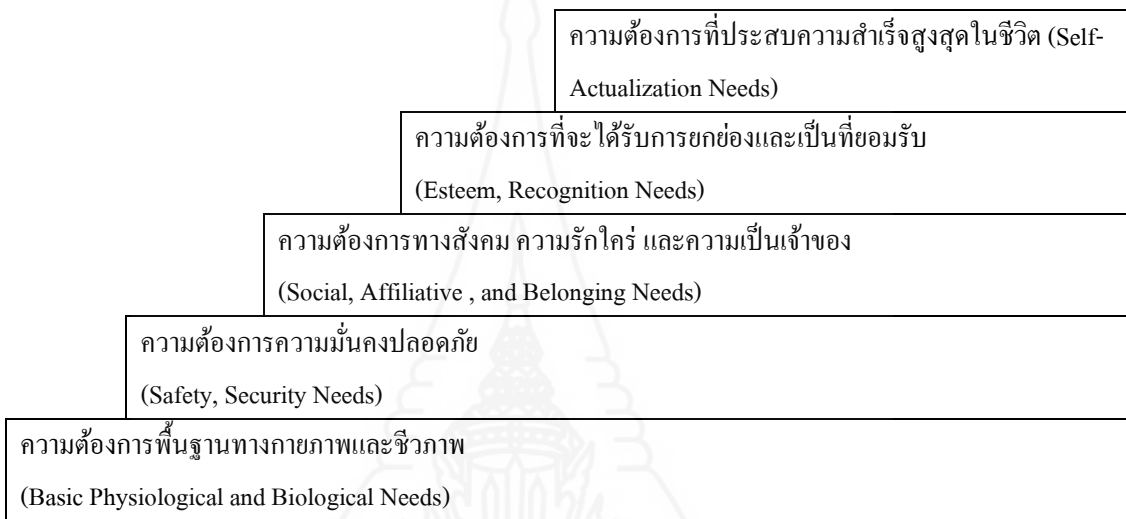 ความต้องการที่ประสบความสำเร็จสูงสุดในชีวิต (Self-
Actualization Needs)
ความต้องการที่จะได้รับการยกย่องและเป็นที่ยอมรับ
(Esteem, Recognition Needs)
ความต้องการทางสังคม ความรักใคร่ และความเป็นเจ้าของ
(Social, Affiliative , and Belonging Needs)
ความต้องการความมั่นคงปลอดภัย
(Safety, Security Needs)
ความต้องการพื้นฐานทางกายภาพและชีวภาพ
(Basic Physiological and Biological Needs)